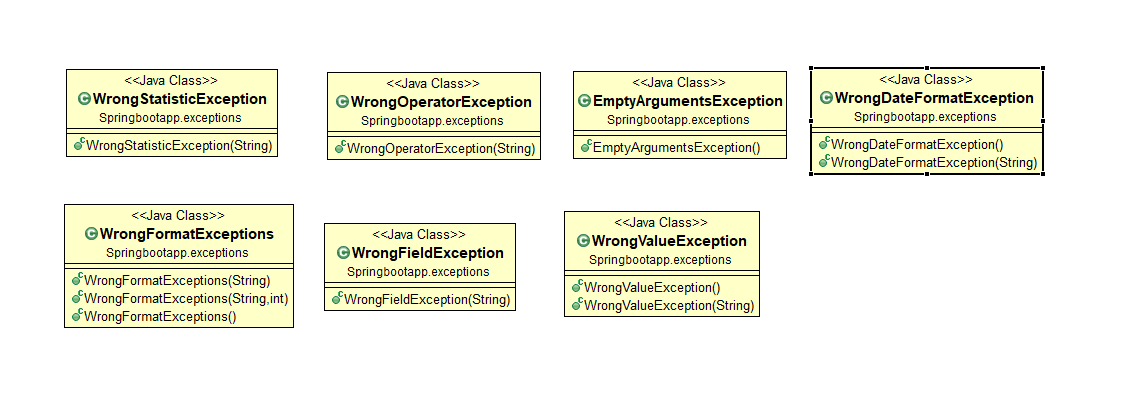 <<Java Class>>
WrongStatisticException
Springbootapp.exceptions
WrongStatisticException(String)
<<Java Class>>
WrongOperatorException
Springbootapp.exceptions
WrongOperatorException(String)
<<Java Class>>
EmptyArgumentsException
Springbootapp.exceptions
EmptyArgumentsException()
<<Java Class>>
WrongDateFormatException
Springbootapp.exceptions
WrongDateFormatException()
WrongDateFormatException(String)
<<Java Class>>
WrongFormatExceptions
Springbootapp.exceptions
WrongFormatExceptions(String)
WrongFormatExceptions(String,int)
WrongFormatExceptions()
<<Java Class>>
WrongFieldException
Springbootapp.exceptions
WrongFieldException(String)
<<Java Class>>
WrongValueException
Springbootapp.exceptions
WrongValueException()
WrongValueException(String)